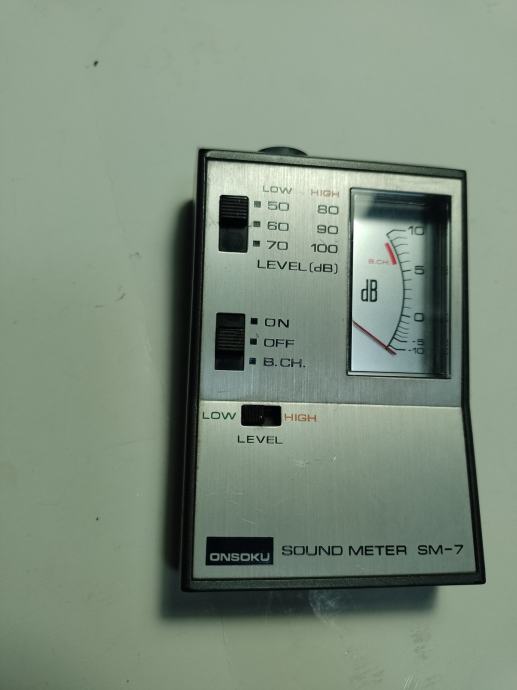 LOW HIGH
50 80
60 90
70 100
LEVEL(dB)
10
B.CH.
5
dB
0
-5
-10
ON
OFF
B.CH.
LOW HIGH
LEVEL
ONSOKU SOUND METER SM-7